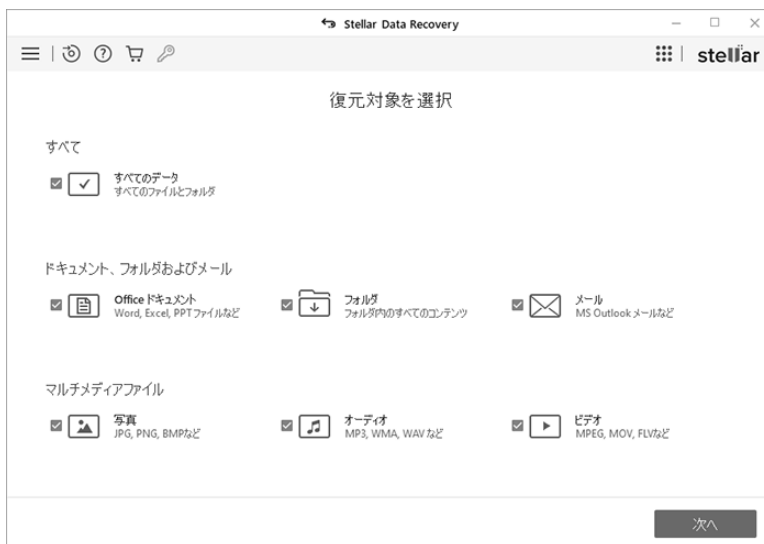 Stellar Data Recovery
stellar
復元対象を選択
すべて
すべてのデータ
すべてのファイルとフォルダ
ドキュメント、フォルダおよびメール
Office ドキュメント
Word, Excel, PPTファイルなど
フォルダ
フォルダ内のすべてのコンテンツ
メール
MS Outlook メールなど
マルチメディアファイル
写真
JPG, PNG, BMPなど
オーディオ
MP3, WMA, WAV など
ビデオ
MPEG, MOV, FLVなど
次へ